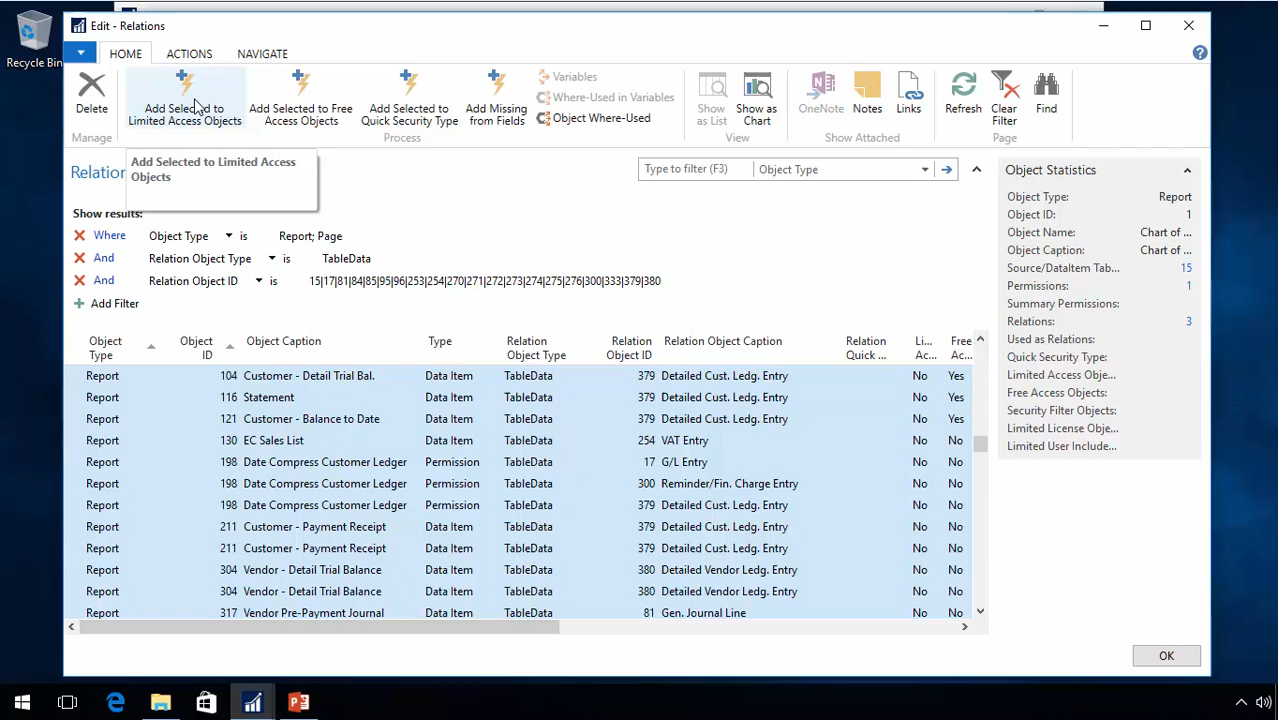 Recycle Bin
Edit - Relations
HOME
ACTIONS
NAVIGATE
Delete
Add Selected to
Limited Access Objects
Add Selected to Free
Access Objects
Add Selected to
Quick Security Type
Add Missing
from Fields
Variables
Where-Used in Variables
Object Where-Used
Show
as List
Show as
Chart
OneNote
Notes
Links
Refresh
Clear
Filter
Find
Manage
Process
View
Show Attached
Page
Add Selected to Limited Access
Objects
Relation
Type to filter (F3)
Object Type
Show results:
Where Object Type is Report; Page
And Relation Object Type is TableData
And Relation Object ID is 15|17|81|84|85|95|96|253|254|270|271|272|273|274|275|276|300|333|379|380
Add Filter
Object
Type
Object
ID
Object Caption
Type
Relation
Object Type
Relation
Object ID
Relation Object Caption
Relation
Quick ...
Li...
Ac...
Free
Ac...
Report 104 Customer - Detail Trial Bal. Data Item TableData 379 Detailed Cust. Ledg. Entry No Yes
Report 116 Statement Data Item TableData 379 Detailed Cust. Ledg. Entry No Yes
Report 121 Customer - Balance to Date Data Item TableData 379 Detailed Cust. Ledg. Entry No Yes
Report 130 EC Sales List Data Item TableData 254 VAT Entry No No
Report 198 Date Compress Customer Ledger Permission TableData 17 G/L Entry No No
Report 198 Date Compress Customer Ledger Permission TableData 300 Reminder/Fin. Charge Entry No No
Report 198 Date Compress Customer Ledger Permission TableData 379 Detailed Cust. Ledg. Entry No No
Report 211 Customer - Payment Receipt Data Item TableData 379 Detailed Cust. Ledg. Entry No No
Report 211 Customer - Payment Receipt Data Item TableData 379 Detailed Cust. Ledg. Entry No No
Report 304 Vendor - Detail Trial Balance Data Item TableData 380 Detailed Vendor Ledg. Entry No No
Report 304 Vendor - Detail Trial Balance Data Item TableData 380 Detailed Vendor Ledg. Entry No No
Report 317 Vendor Pre-Payment Journal Data Item TableData 81 Gen. Journal Line No No
Object Statistics
Object Type: Report
Object ID: 1
Object Name: Chart of ...
Object Caption: Chart of ...
Source/DataItem Tab... 15
Permissions: 1
Summary Permissions:
Relations: 3
Used as Relations:
Quick Security Type:
Limited Access Obje...
Free Access Objects:
Security Filter Objects:
Limited License Obje...
Limited User Include...
OK